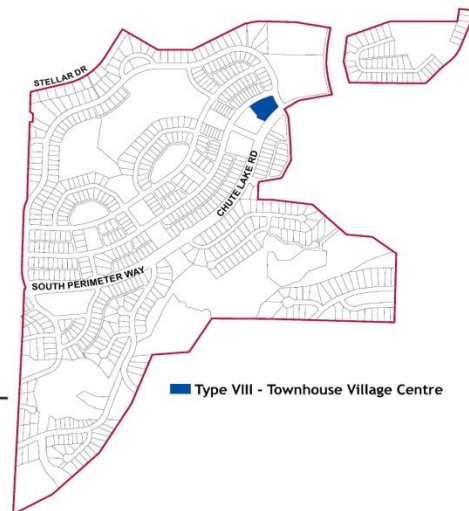 STELLAR DR
CHUTE LAKE RD
SOUTH PERIMETER WAY
Type VIII - Townhouse Village Centre